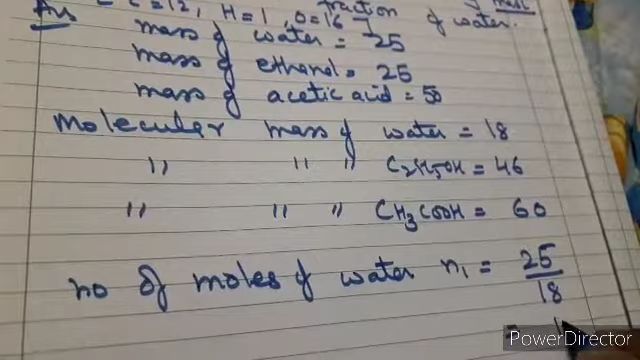 C=12, H=1, O=16 fraction of water.
Ans mass of water = 25
mass of ethanol = 25
mass of acetic acid = 50
Molecular mass of water = 18
" " " C2H5OH = 46
" " " CH3COOH = 60
no of moles of water n1 = 25/18
PowerDirector